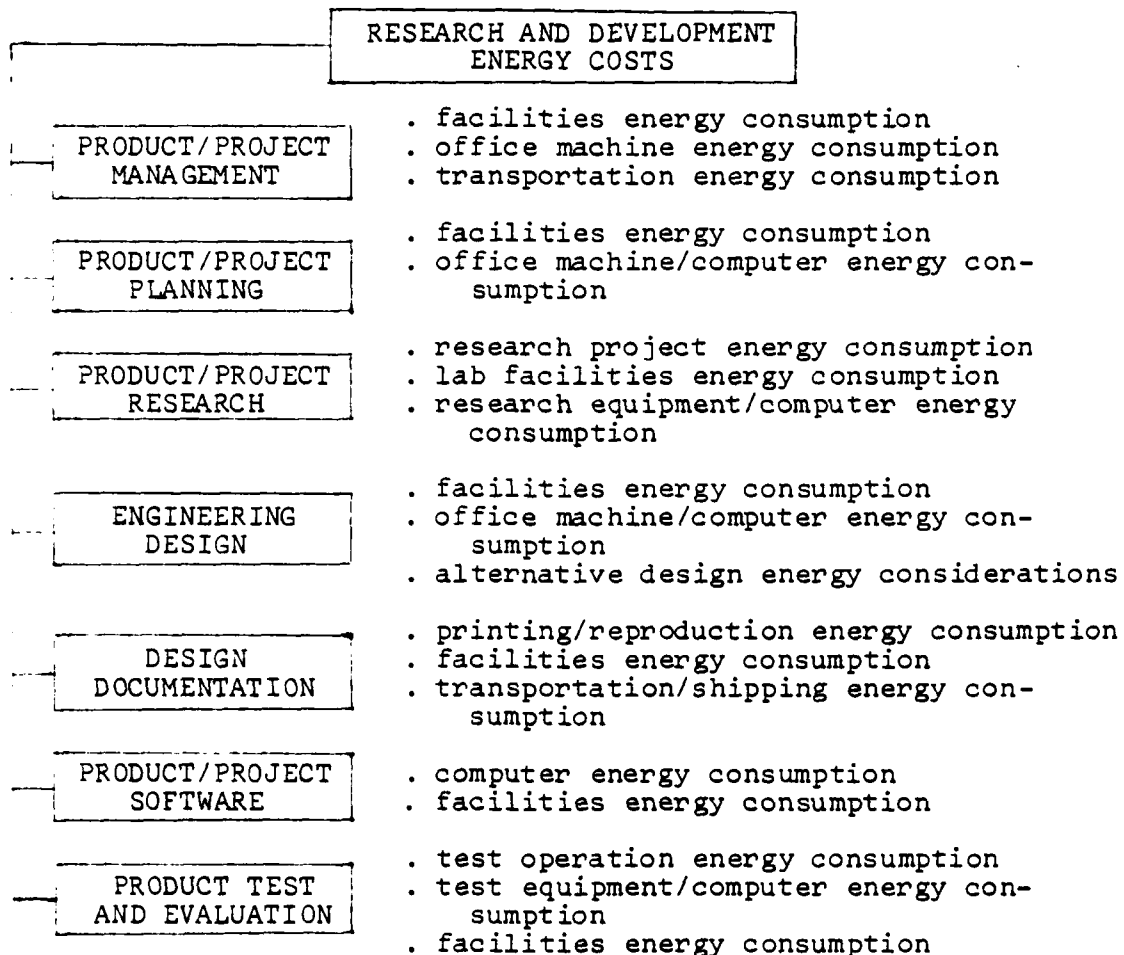 RESEARCH AND DEVELOPMENT
ENERGY COSTS
PRODUCT/PROJECT
MANAGEMENT
. facilities energy consumption
. office machine energy consumption
. transportation energy consumption
PRODUCT/PROJECT
PLANNING
. facilities energy consumption
. office machine/computer energy con-
sumption
PRODUCT/PROJECT
RESEARCH
. research project energy consumption
. lab facilities energy consumption
. research equipment/computer energy
consumption
ENGINEERING
DESIGN
. facilities energy consumption
. office machine/computer energy con-
sumption
. alternative design energy considerations
DESIGN
DOCUMENTATION
. printing/reproduction energy consumption
. facilities energy consumption
. transportation/shipping energy con-
sumption
PRODUCT/PROJECT
SOFTWARE
. computer energy consumption
. facilities energy consumption
PRODUCT TEST
AND EVALUATION
. test operation energy consumption
. test equipment/computer energy con-
sumption
. facilities energy consumption